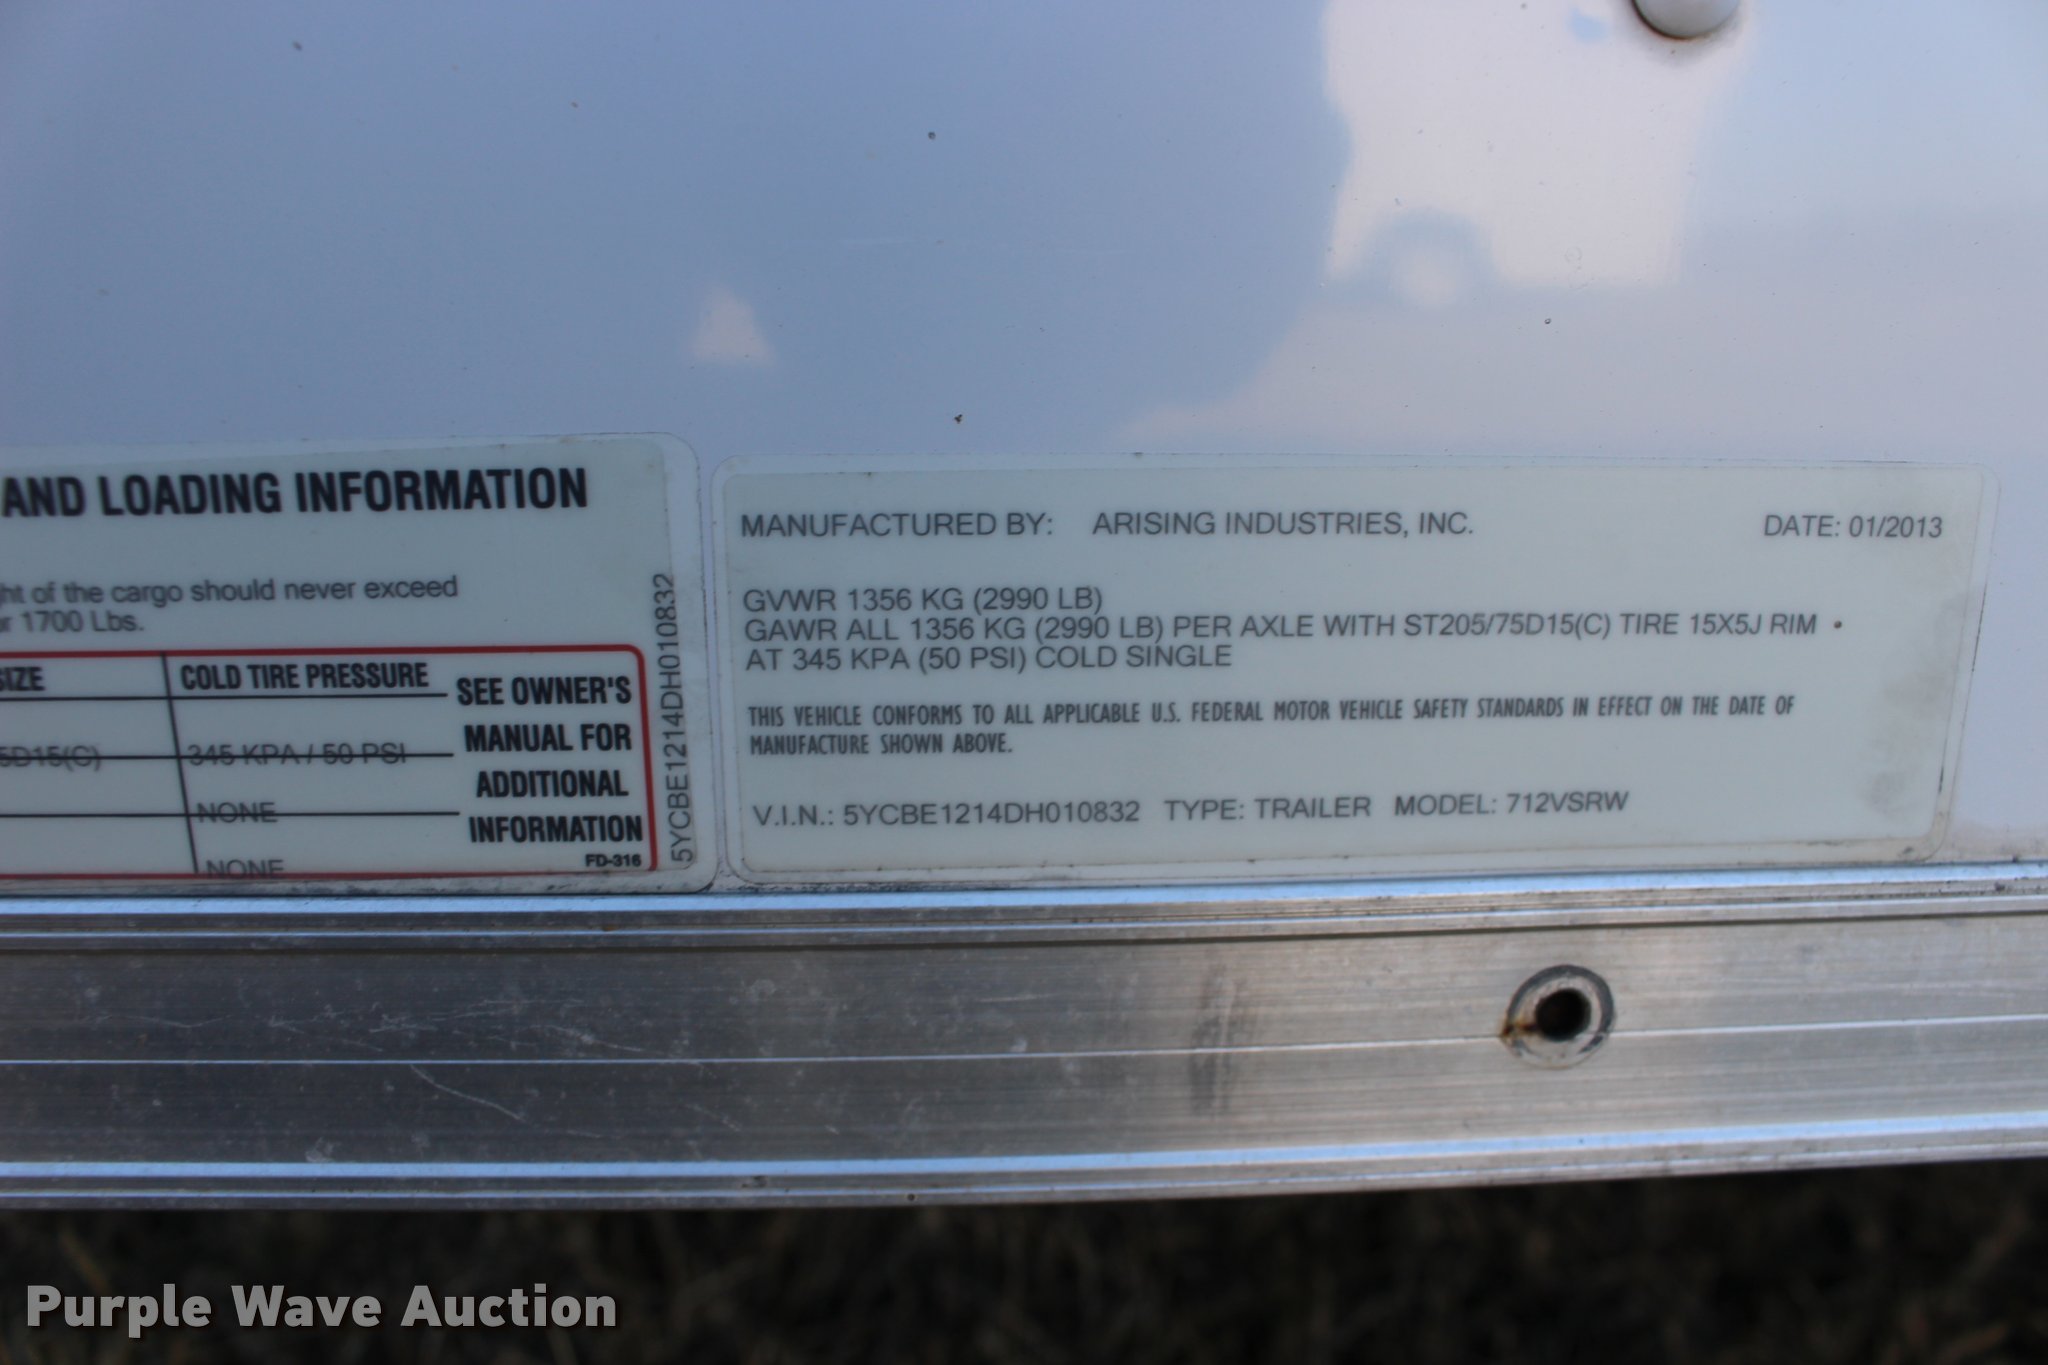 AND LOADING INFORMATION
ht of the cargo should never exceed
or 1700 Lbs.
SIZE COLD TIRE PRESSURE
5D15(C) 345 KPA / 50 PSI
NONE
NONE
SEE OWNER'S
MANUAL FOR
ADDITIONAL
INFORMATION
FD-316
5YCBE1214DH010832
MANUFACTURED BY: ARISING INDUSTRIES, INC. DATE: 01/2013
GVWR 1356 KG (2990 LB)
GAWR ALL 1356 KG (2990 LB) PER AXLE WITH ST205/75D15(C) TIRE 15X5J RIM
AT 345 KPA (50 PSI) COLD SINGLE
THIS VEHICLE CONFORMS TO ALL APPLICABLE U.S. FEDERAL MOTOR VEHICLE SAFETY STANDARDS IN EFFECT ON THE DATE OF
MANUFACTURE SHOWN ABOVE.
V.I.N.: 5YCBE1214DH010832 TYPE: TRAILER MODEL: 712VSRW
Purple Wave Auction